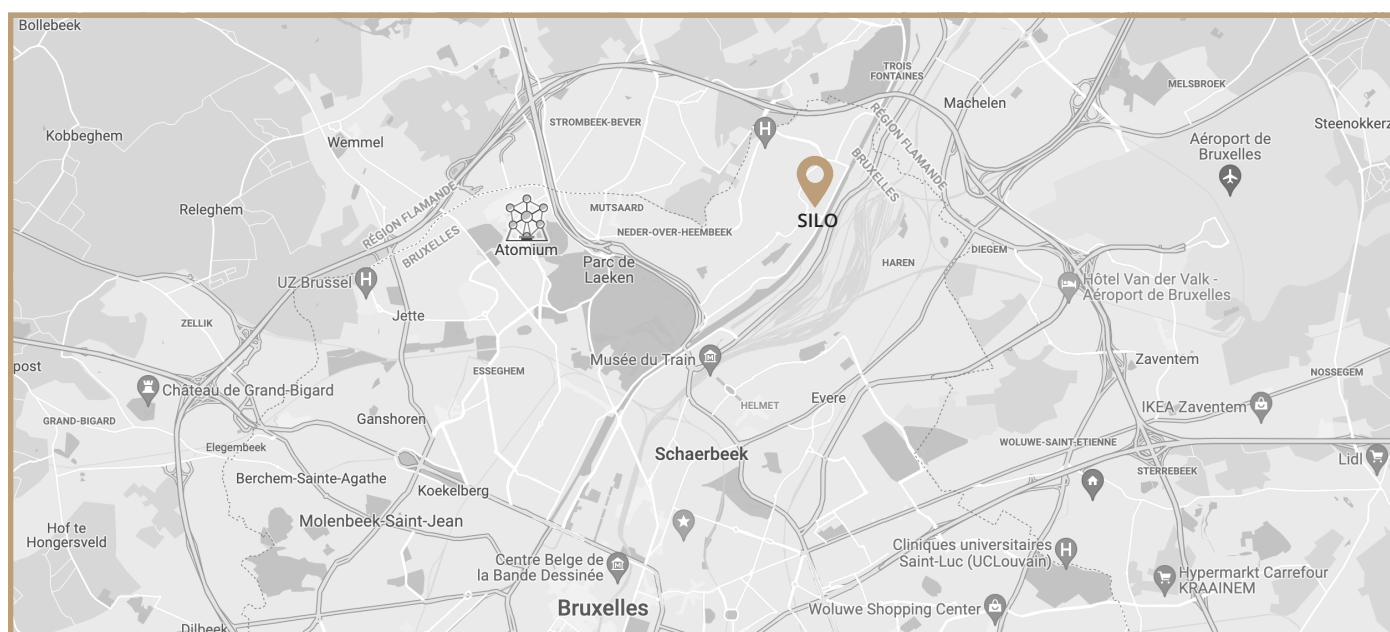 Bollebeek
TROIS
FONTAINES
MELSBROEK
Machelen
STROMBEEK-BEVER
H
Steenokkerz
Kobbeghem
Wemmel
Aéroport de
Bruxelles
RÉGION FLAMANDE
BRUXELLES
RÉGION FLAMANDE
BRUXELLES
Releghem
MUTSAARD
SILO
NEDER-OVER-HEEMBEEK
Atomium
DIEGEM
Parc de
Laeken
HAREN
UZ Brussel
H
Hôtel Van der Valk -
Aéroport de Bruxelles
Jette
ZELLIK
Musée du Train
M
Zaventem
post
ESSEGHEM
NOSSEGEM
Château de Grand-Bigard
Evere
HELMET
IKEA Zaventem
GRAND-BIGARD
Ganshoren
WOLUWE-SAINT-ETIENNE
Elegembeek
Schaerbeek
Lidl
STERREBEEK
Berchem-Sainte-Agathe
Koekelberg
Molenbeek-Saint-Jean
Hof te
Hongersveld
Cliniques universitaires
Saint-Luc (UCLouvain)
H
Centre Belge de
la Bande Dessinée
M
Hypermarkt Carrefour
KRAAINEM
Bruxelles
Woluwe Shopping Center
Dilbeek